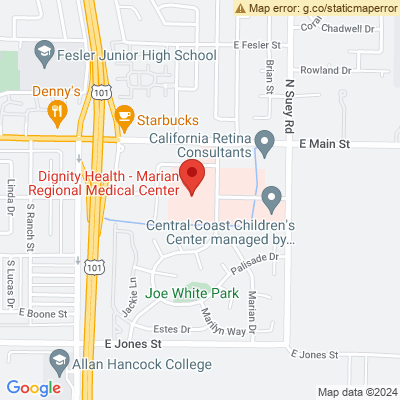 Map error: g.co/staticmaperror
Coral
Chadwell Dr
E Fesler St
Fesler Junior High School
Brian St
Rowland Dr
N Suey Rd
101
Denny's
Starbucks
California Retina
Consultants
E Main St
Dignity Health - Marian
Regional Medical Center
Linda Dr
S Ranch St
Central Coast Children's
Center managed by...
101
S Lucas Dr
Palisade Dr
Jackie Ln
Joe White Park
Marian Dr
E Boone St
Marilyn Way
Estes Dr
E Jones St
E Jones St
Allan Hancock College
Google
Map data ©2024